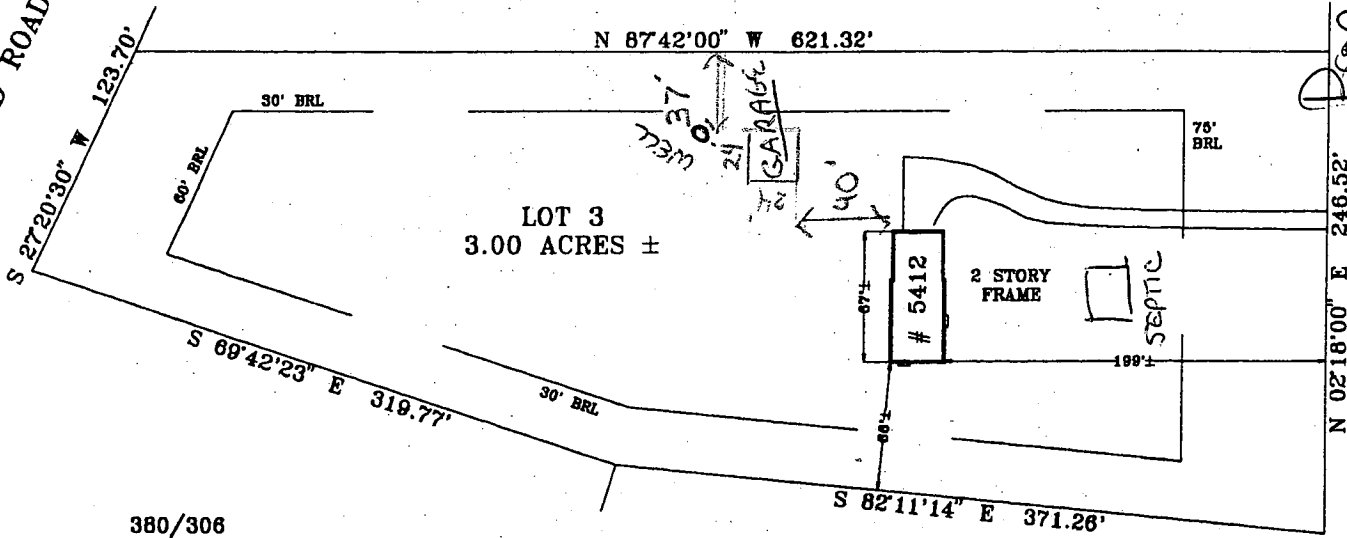 ROAD
N 87°42'00" W 621.32'
S 27°20'30" W 123.70'
30' BRL
60' BRL
75' BRL
WELL
37'
24
GARAGE
40'
LOT 3
3.00 ACRES ±
67'±
# 5412
2 STORY
FRAME
SEPTIC
199'±
N 02°18'00" E 246.52'
S 69°42'23" E 319.77'
30' BRL
66'±
S 82°11'14" E 371.26'
380/306